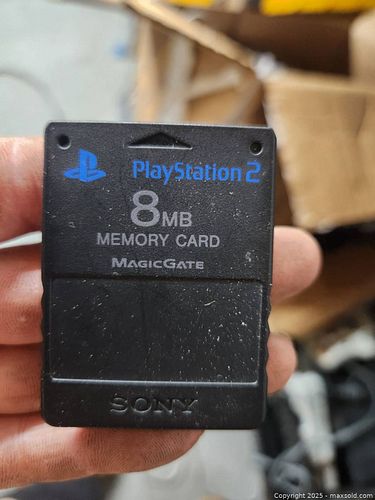 PlayStation 2
8MB
MEMORY CARD
MAGICGATE
SONY
Copyright 2025 - maxsold.com